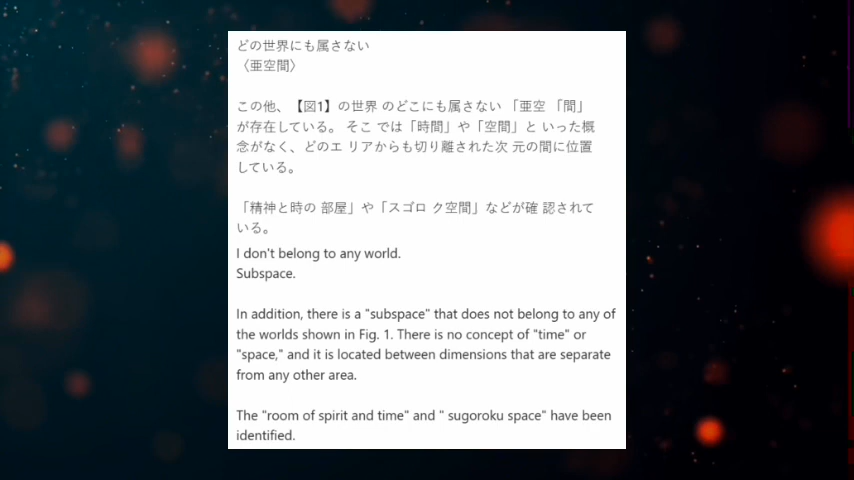 どの世界にも属さない
〈亜空間〉
この他、【図1】の世界 のどこにも属さない 「亜空 「間」
が存在している。 そこ では「時間」や「空間」と いった概
念がなく、どのエ リアからも切り離された次 元の間に位置
している。
「精神と時の 部屋」や「スゴロ ク空間」などが確 認されて
いる。
I don't belong to any world.
Subspace.
In addition, there is a "subspace" that does not belong to any of
the worlds shown in Fig. 1. There is no concept of "time" or
"space," and it is located between dimensions that are separate
from any other area.
The "room of spirit and time" and " sugoroku space" have been
identified.